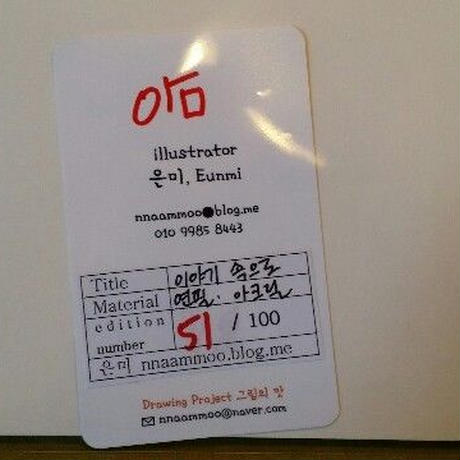 암
illustrator
은미, Eunmi
nnaammoo●blog.me
010 9985 8443
Title 이야기 속으로
Material 연필. 아크릴
edition number 51 / 100
은미 nnaammoo.blog.me
Drawing Project 그림의 맛
nnaammoo@naver.com